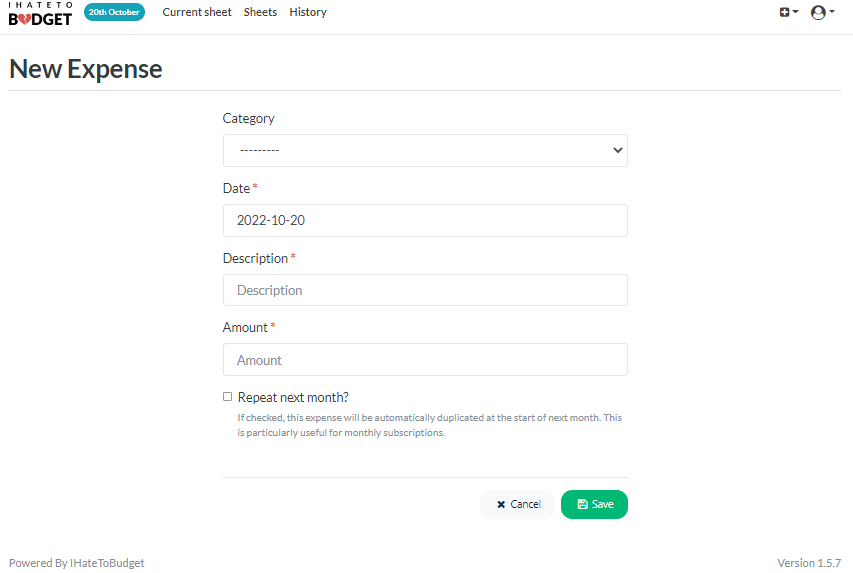 I HATE TO
BUDGET
20th October
Current sheet
Sheets
History
New Expense
Category
---------
Date *
2022-10-20
Description *
Description
Amount *
Amount
Repeat next month?
If checked, this expense will be automatically duplicated at the start of next month. This
is particularly useful for monthly subscriptions.
Cancel
Save
Powered By IHateToBudget
Version 1.5.7